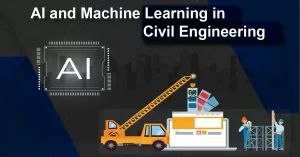 AI and Machine Learning in
Civil Engineering
AI